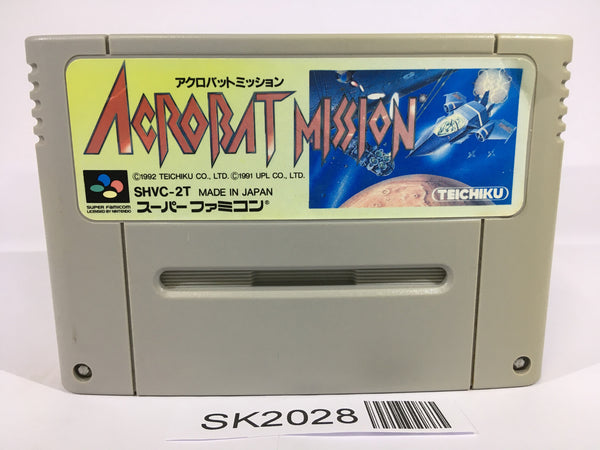 アクロバットミッション
ACROBAT MISSION
©1992 TEICHIKU CO., LTD. ©1991 UPL CO., LTD.
SHVC-2T MADE IN JAPAN
SUPER FAMICOM
LICENSED BY NINTENDO
スーパーファミコン®
TEICHIKU
SK2028